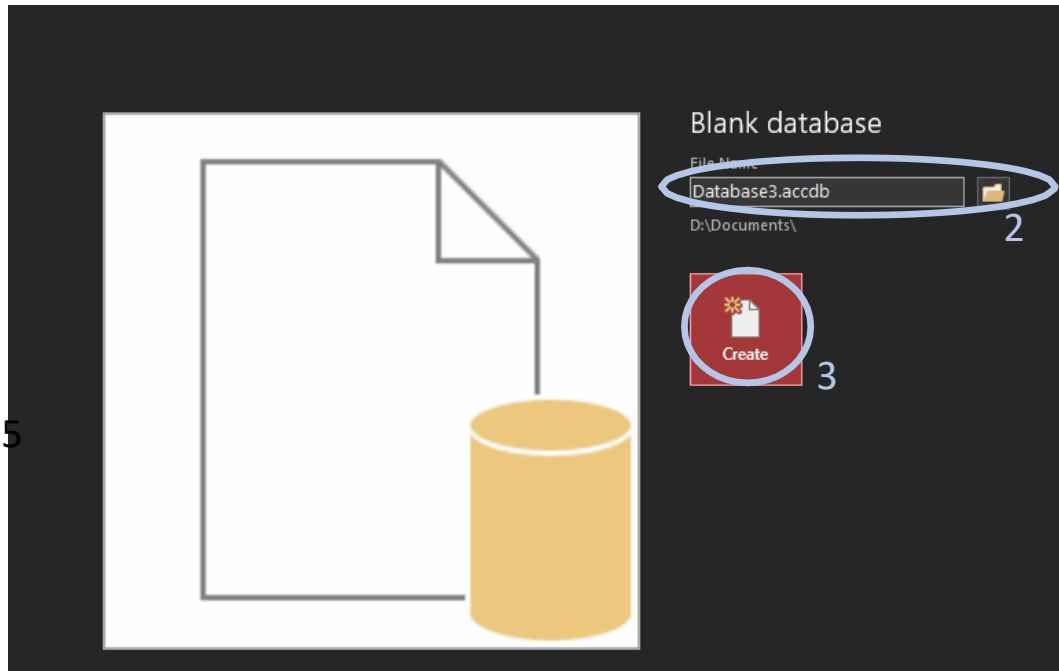 Blank database
File Name
Database3.accdb
D:\Documents\
2
Create
3
5